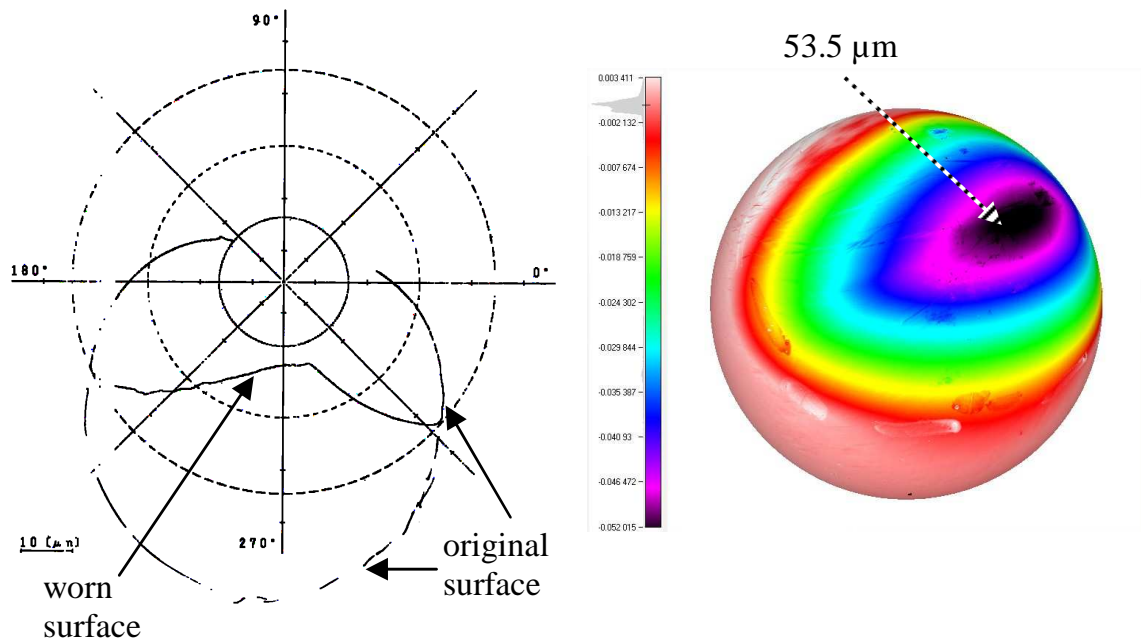 90°
180°
0°
270°
10 [μn]
worn
surface
original
surface
53.5 µm
0.003 411
-0.002 132
-0.007 674
-0.013 217
-0.018 759
-0.024 302
-0.029 844
-0.035 387
-0.040 93
-0.046 472
-0.052 015